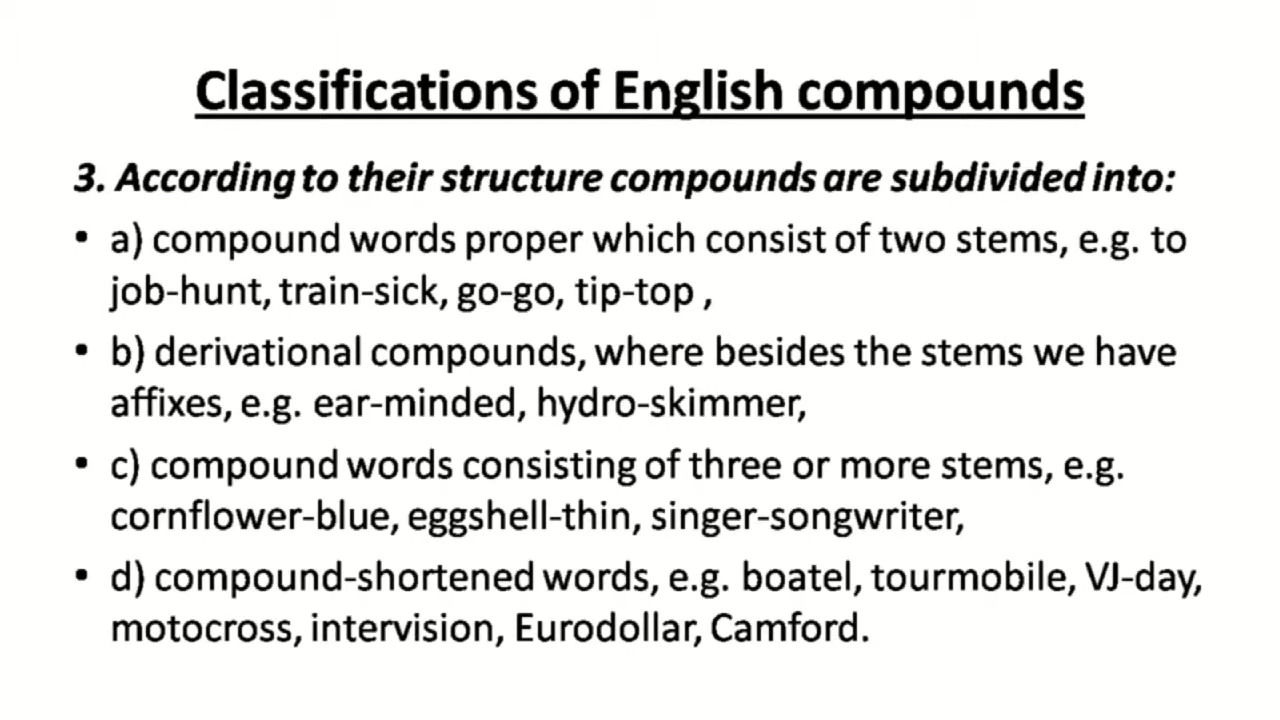 Classifications of English compounds
3. According to their structure compounds are subdivided into:
• a) compound words proper which consist of two stems, e.g. to
job-hunt, train-sick, go-go, tip-top ,
• b) derivational compounds, where besides the stems we have
affixes, e.g. ear-minded, hydro-skimmer,
• c) compound words consisting of three or more stems, e.g.
cornflower-blue, eggshell-thin, singer-songwriter,
• d) compound-shortened words, e.g. boatel, tourmobile, VJ-day,
motocross, intervision, Eurodollar, Camford.